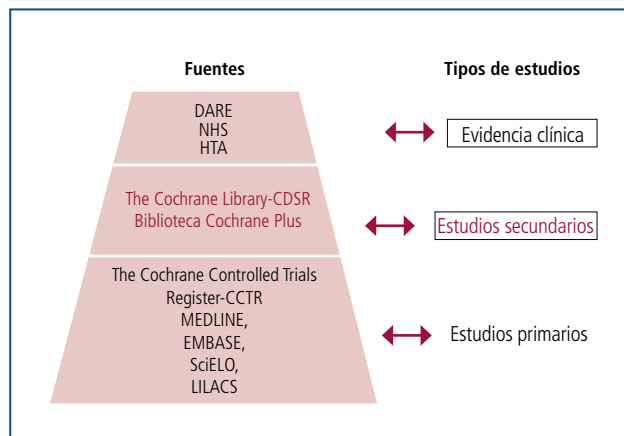 Fuentes
Tipos de estudios
DARE
NHS
HTA
Evidencia clínica
The Cochrane Library-CDSR
Biblioteca Cochrane Plus
Estudios secundarios
The Cochrane Controlled Trials
Register-CCTR
MEDLINE,
EMBASE,
SciELO,
LILACS
Estudios primarios